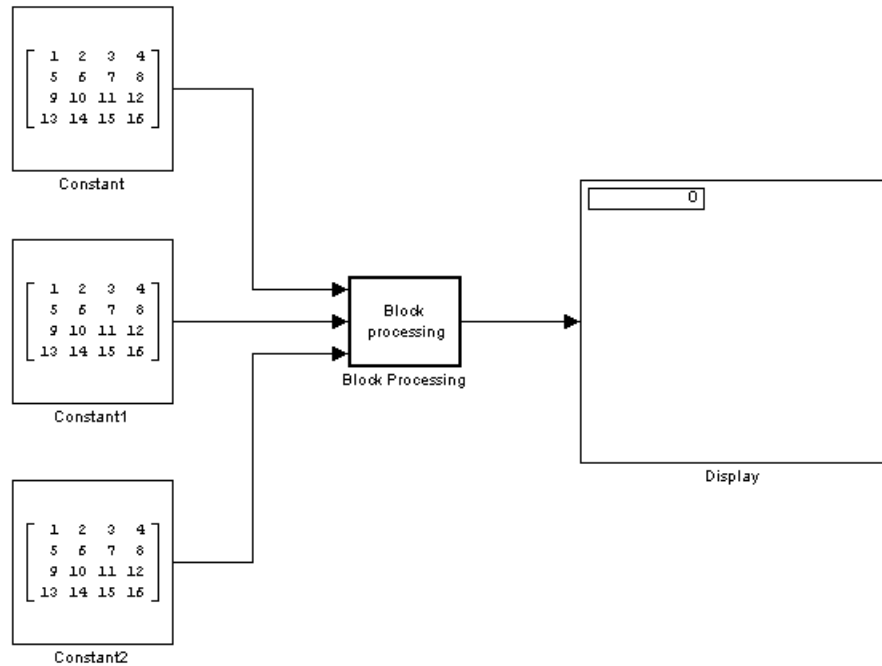 1 2 3 4
5 6 7 8
9 10 11 12
13 14 15 16
Constant
1 2 3 4
5 6 7 8
9 10 11 12
13 14 15 16
Constant1
1 2 3 4
5 6 7 8
9 10 11 12
13 14 15 16
Constant2
Block
processing
Block Processing
0
Display